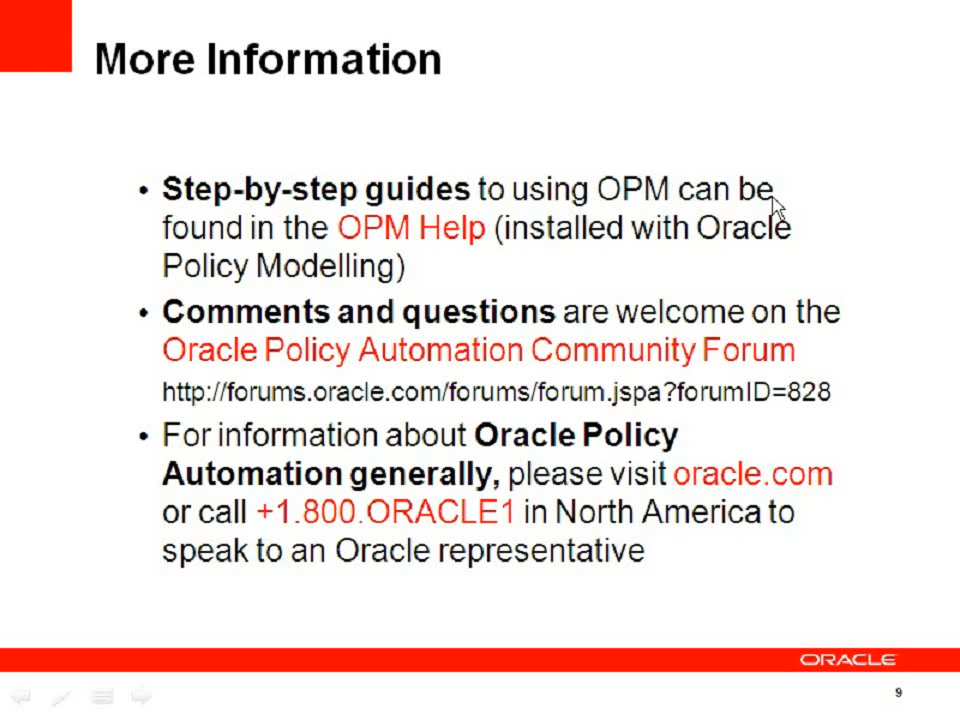 More Information
• Step-by-step guides to using OPM can be
found in the OPM Help (installed with Oracle
Policy Modelling)
• Comments and questions are welcome on the
Oracle Policy Automation Community Forum
http://forums.oracle.com/forums/forum.jspa?forumID=828
• For information about Oracle Policy
Automation generally, please visit oracle.com
or call +1.800.ORACLE1 in North America to
speak to an Oracle representative
ORACLE
9